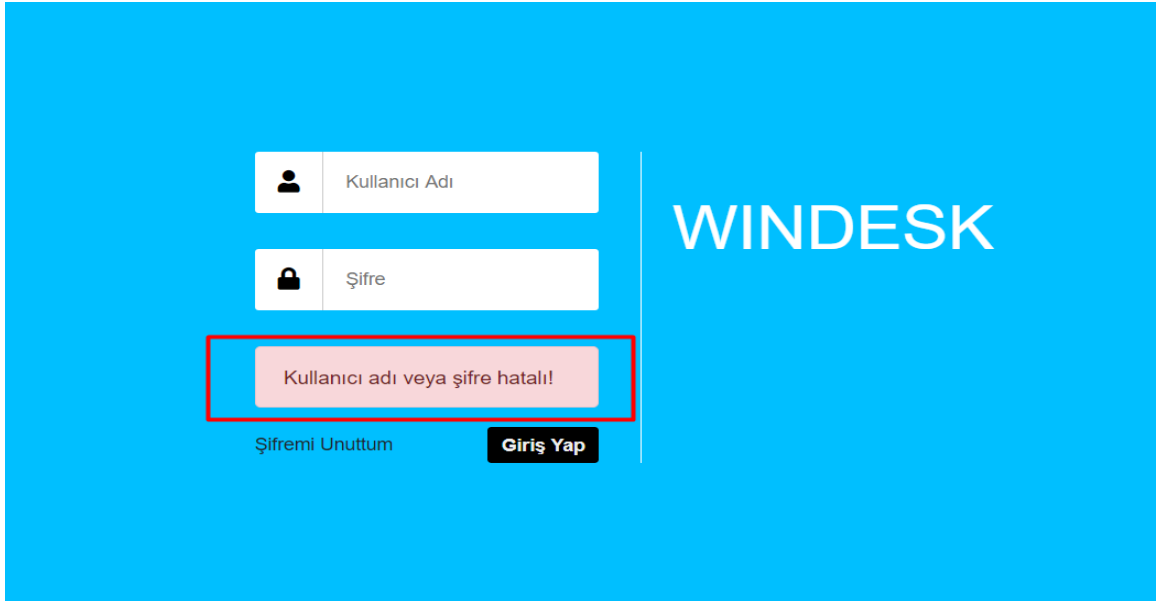 Kullanıcı Adı
WINDESK
Şifre
Kullanıcı adı veya şifre hatalı!
Şifremi Unuttum
Giriş Yap